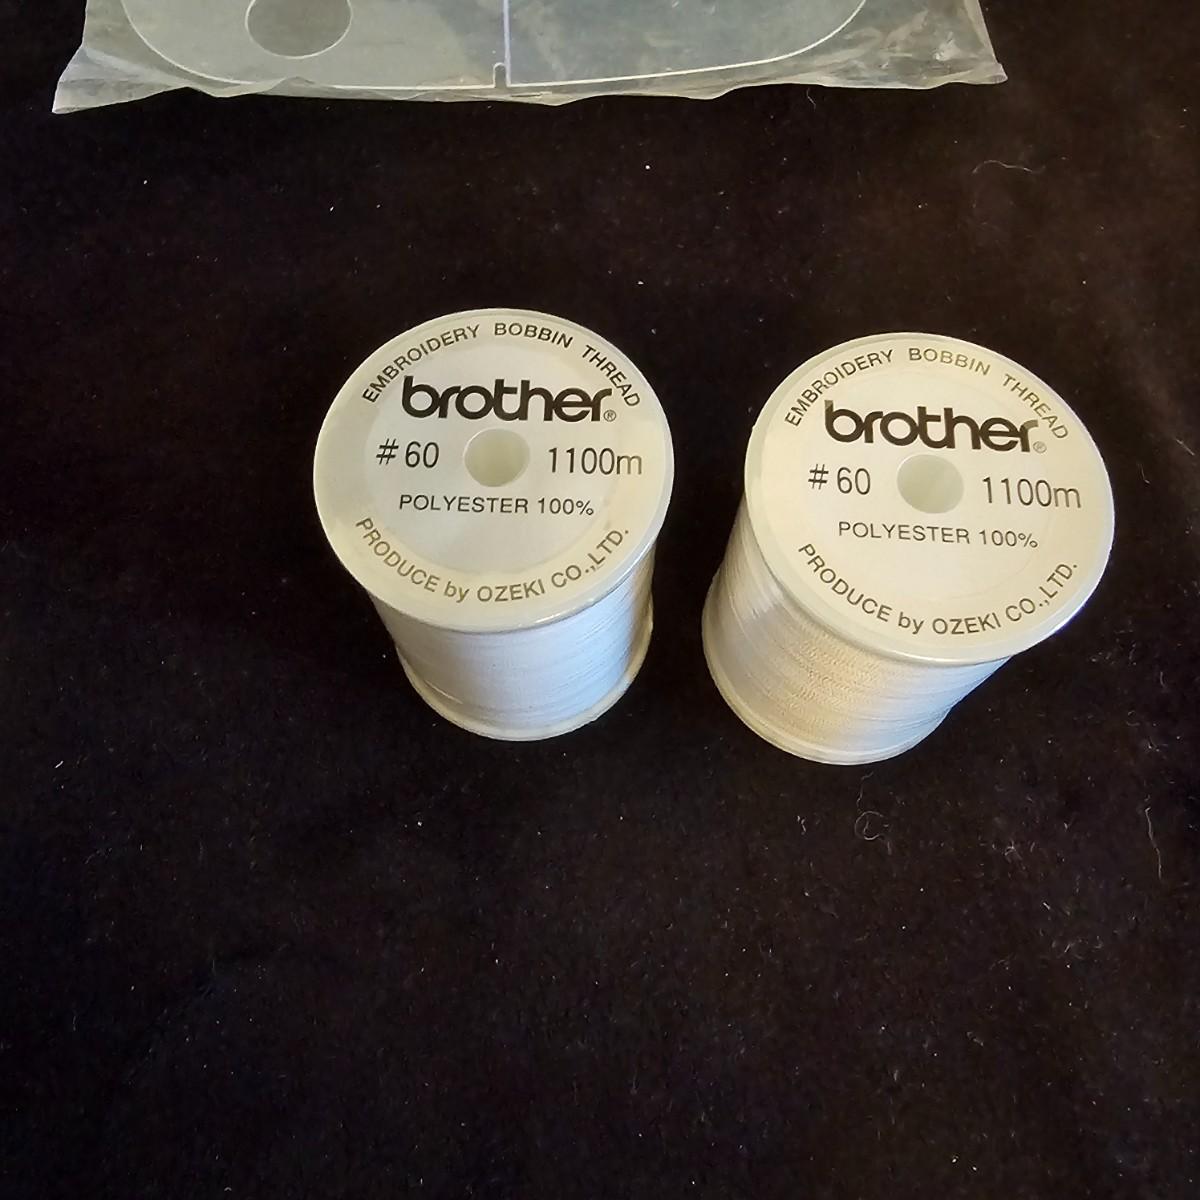 EMBROIDERY BOBBIN THREAD
brother®
#60 1100m
POLYESTER 100%
PRODUCE by OZEKI CO.,LTD.
EMBROIDERY BOBBIN THREAD
brother®
#60 1100m
POLYESTER 100%
PRODUCE by OZEKI CO.,LTD.